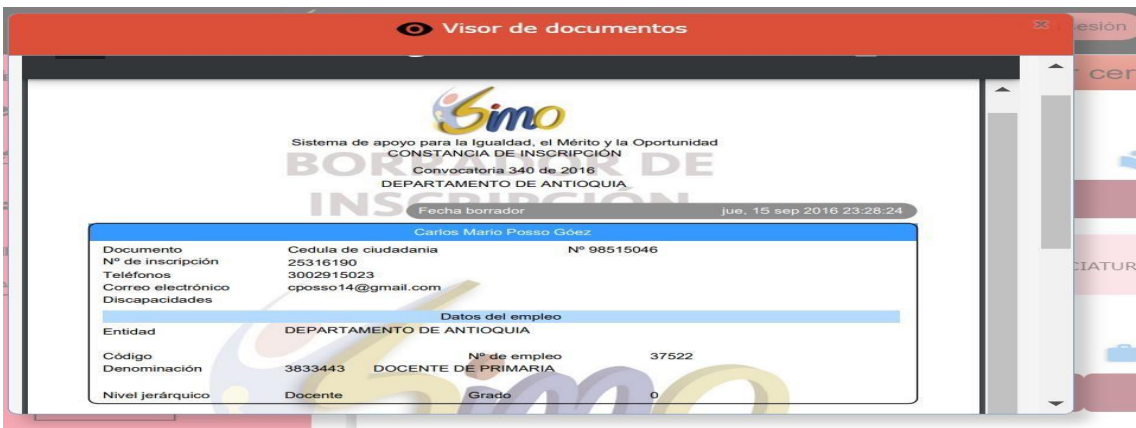 Visor de documentos
esión
cer
Simo
Sistema de apoyo para la Igualdad, el Mérito y la Oportunidad
CONSTANCIA DE INSCRIPCIÓN
BORRADOR DE
Convocatoria 340 de 2016
DEPARTAMENTO DE ANTIOQUIA
INSCRIPCIÓN
Fecha borrador jue, 15 sep 2016 23:28:24
Carlos Mario Posso Góez
Documento Cedula de ciudadania Nº 98515046
Nº de inscripción 25316190
Teléfonos 3002915023
Correo electrónico cposso14@gmail.com
CIATUR
Discapacidades
Datos del empleo
Entidad DEPARTAMENTO DE ANTIOQUIA
Código Nº de empleo 37522
Denominación 3833443 DOCENTE DE PRIMARIA
Nivel jerárquico Docente Grado 0
Simo